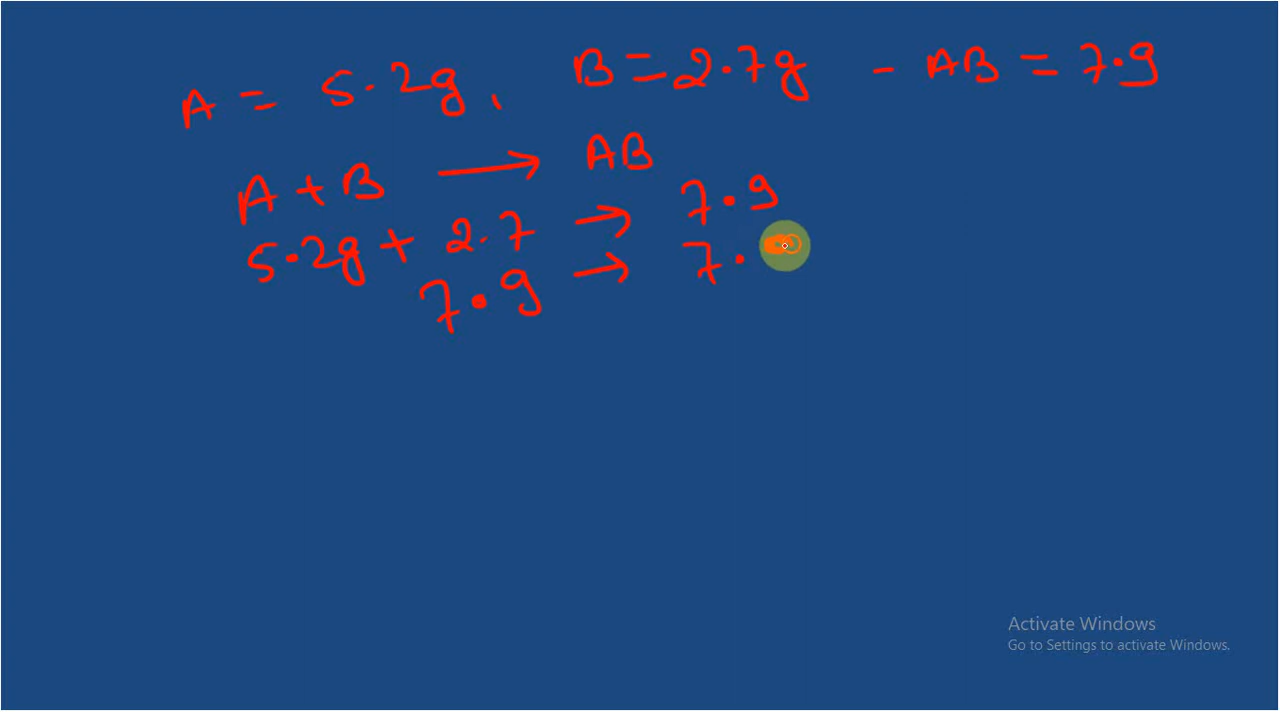 A = 5.2g, B = 2.7g - AB = 7.9
A + B → AB
5.2g + 2.7 → 7.9
7.9 → 7.
Activate Windows
Go to Settings to activate Windows.